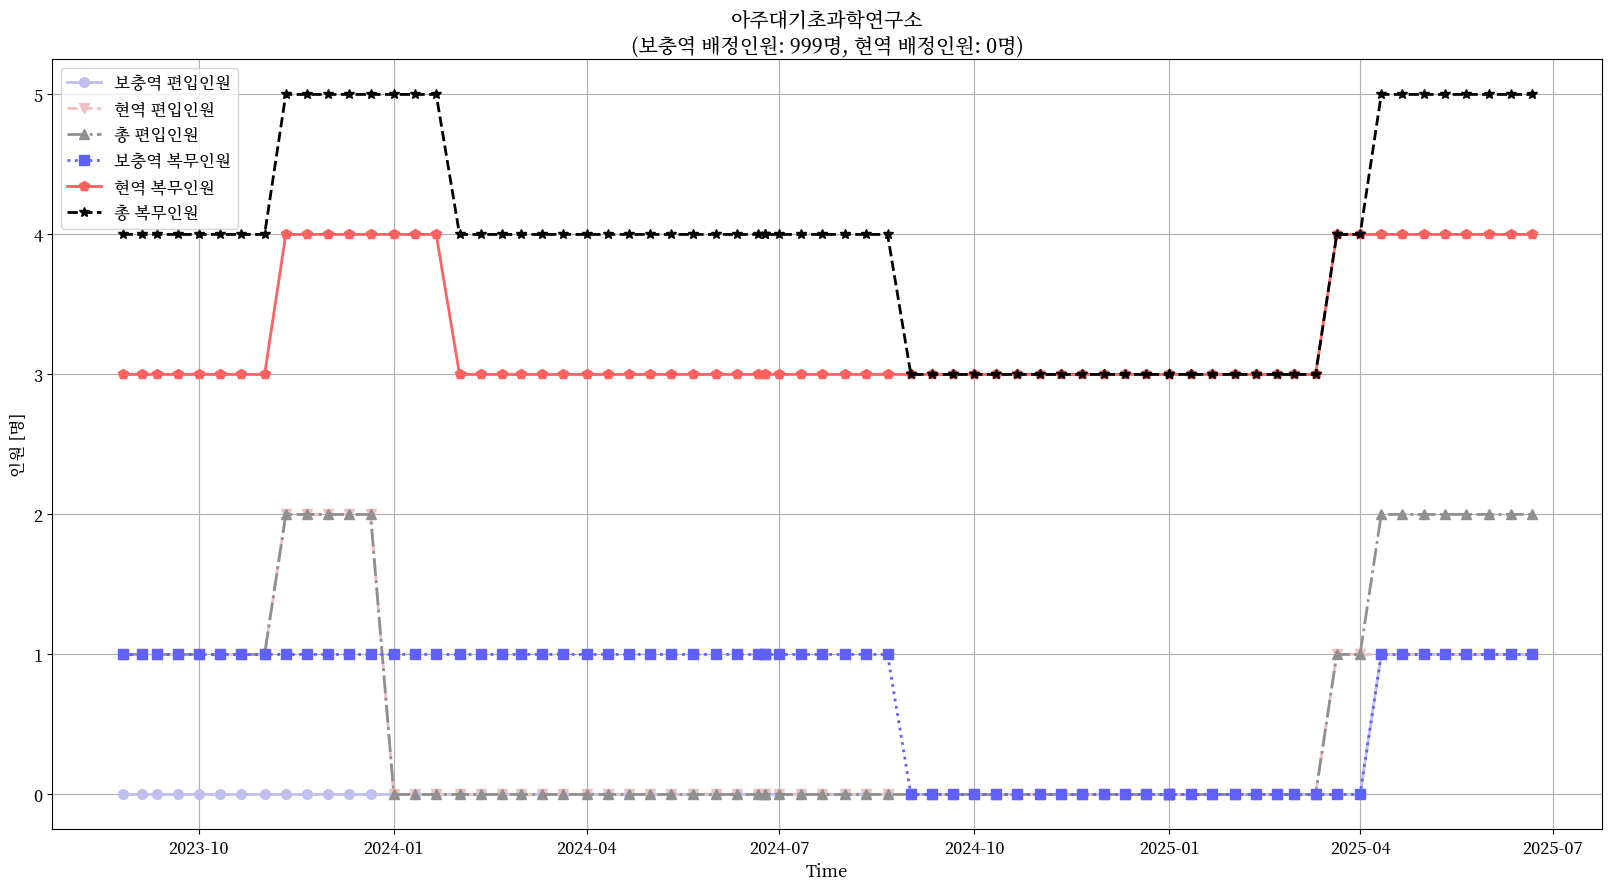 아주대기초과학연구소
(보충역 배정인원: 999명, 현역 배정인원: 0명)
보충역 편입인원
현역 편입인원
총 편입인원
보충역 복무인원
현역 복무인원
총 복무인원
인원 [명]
5
4
3
2
1
0
2023-10
2024-01
2024-04
2024-07
2024-10
2025-01
2025-04
2025-07
Time